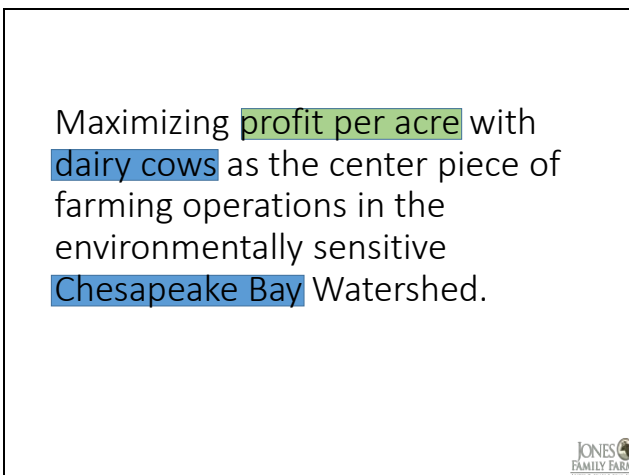 Maximizing profit per acre with
dairy cows as the center piece of
farming operations in the
environmentally sensitive
Chesapeake Bay Watershed.
JONES
FAMILY FAR